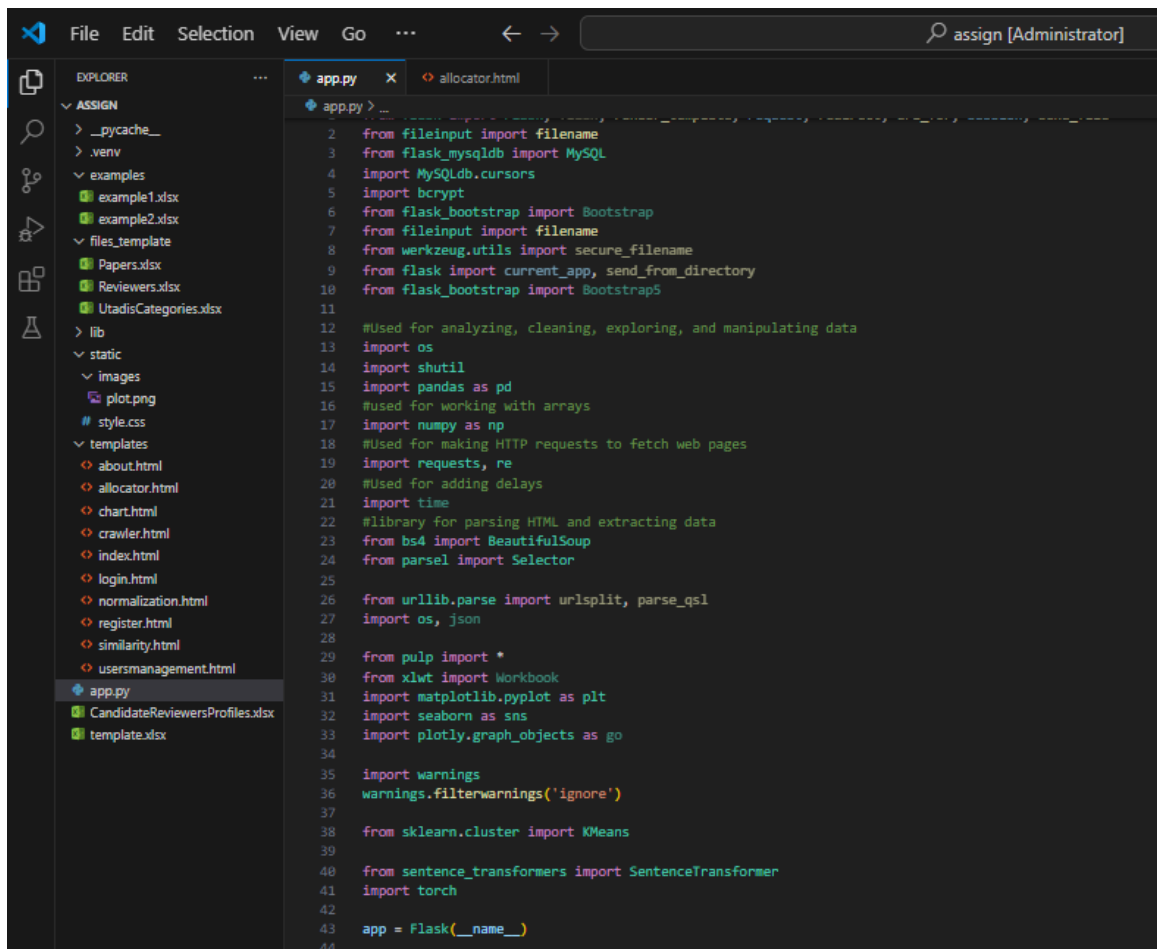 File Edit Selection View Go ··· ← → assign [Administrator]
EXPLORER ···
ASSIGN
__pycache__
.venv
examples
example1.xlsx
example2.xlsx
files_template
Papers.xlsx
Reviewers.xlsx
UtadisCategories.xlsx
lib
static
images
plot.png
# style.css
templates
<> about.html
<> allocator.html
<> chart.html
<> crawler.html
<> index.html
<> login.html
<> normalization.html
<> register.html
<> similarity.html
<> usersmanagement.html
app.py
CandidateReviewersProfiles.xlsx
template.xlsx
app.py × <> allocator.html
app.py > ...
2 from fileinput import filename
3 from flask_mysqldb import MySQL
4 import MySQLdb.cursors
5 import bcrypt
6 from flask_bootstrap import Bootstrap
7 from fileinput import filename
8 from werkzeug.utils import secure_filename
9 from flask import current_app, send_from_directory
10 from flask_bootstrap import Bootstrap5
11
12 #Used for analyzing, cleaning, exploring, and manipulating data
13 import os
14 import shutil
15 import pandas as pd
16 #used for working with arrays
17 import numpy as np
18 #Used for making HTTP requests to fetch web pages
19 import requests, re
20 #Used for adding delays
21 import time
22 #library for parsing HTML and extracting data
23 from bs4 import BeautifulSoup
24 from parsel import Selector
25
26 from urllib.parse import urlsplit, parse_qsl
27 import os, json
28
29 from pulp import *
30 from xlwt import Workbook
31 import matplotlib.pyplot as plt
32 import seaborn as sns
33 import plotly.graph_objects as go
34
35 import warnings
36 warnings.filterwarnings('ignore')
37
38 from sklearn.cluster import KMeans
39
40 from sentence_transformers import SentenceTransformer
41 import torch
42
43 app = Flask(__name__)
44